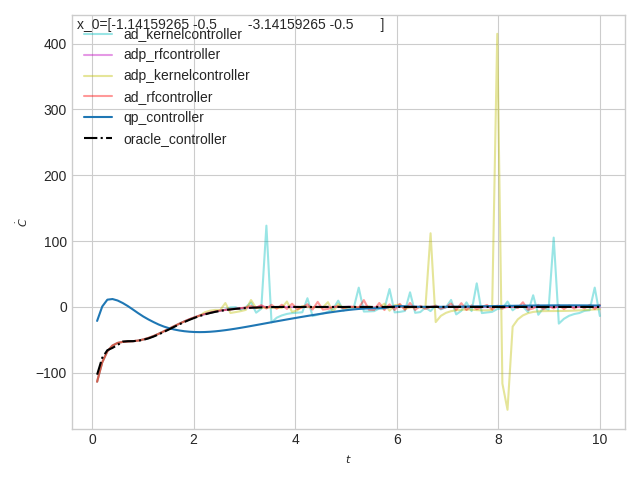 x_0=[-1.14159265 -0.5 -3.14159265 -0.5 ]
ad_kernelcontroller
adp_rfcontroller
adp_kernelcontroller
ad_rfcontroller
qp_controller
oracle_controller
400
300
200
100
0
−100
Ċ
0 2 4 6 8 10
t